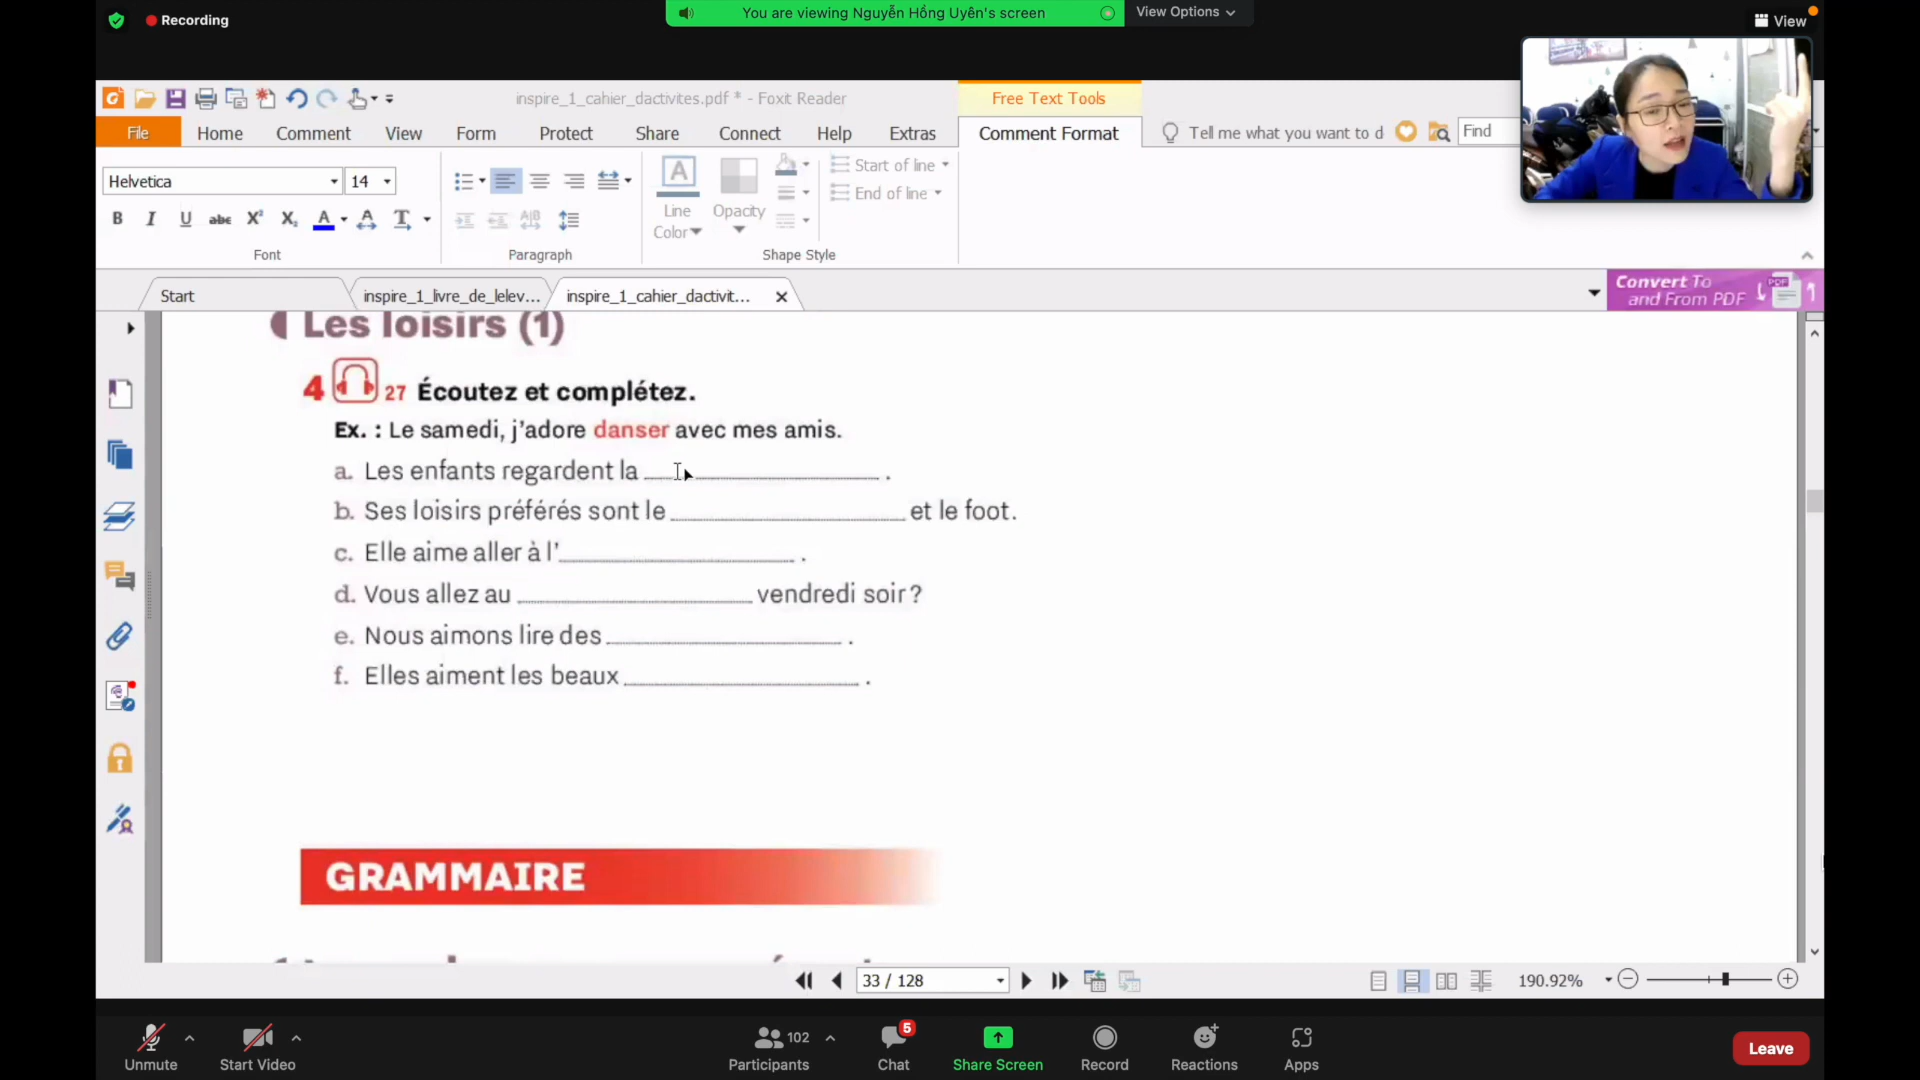 Recording
You are viewing Nguyễn Hồng Uyên's screen
View Options
View
inspire_1_cahier_dactivites.pdf * - Foxit Reader
Free Text Tools
File
Home
Comment
View
Form
Protect
Share
Connect
Help
Extras
Comment Format
Tell me what you want to d
Find
Helvetica
14
Line
Color
Opacity
Start of line
End of line
Font
Paragraph
Shape Style
Start
inspire_1_livre_de_lelev...
inspire_1_cahier_dactivit...
Convert To
and From PDF
Les loisirs (1)
4 27 Écoutez et complétez.
Ex. : Le samedi, j'adore danser avec mes amis.
a. Les enfants regardent la .
b. Ses loisirs préférés sont le et le foot.
c. Elle aime aller à l' .
d. Vous allez au vendredi soir ?
e. Nous aimons lire des .
f. Elles aiment les beaux .
GRAMMAIRE
33 / 128
190.92%
Unmute
Start Video
102
Participants
5
Chat
Share Screen
Record
Reactions
Apps
Leave